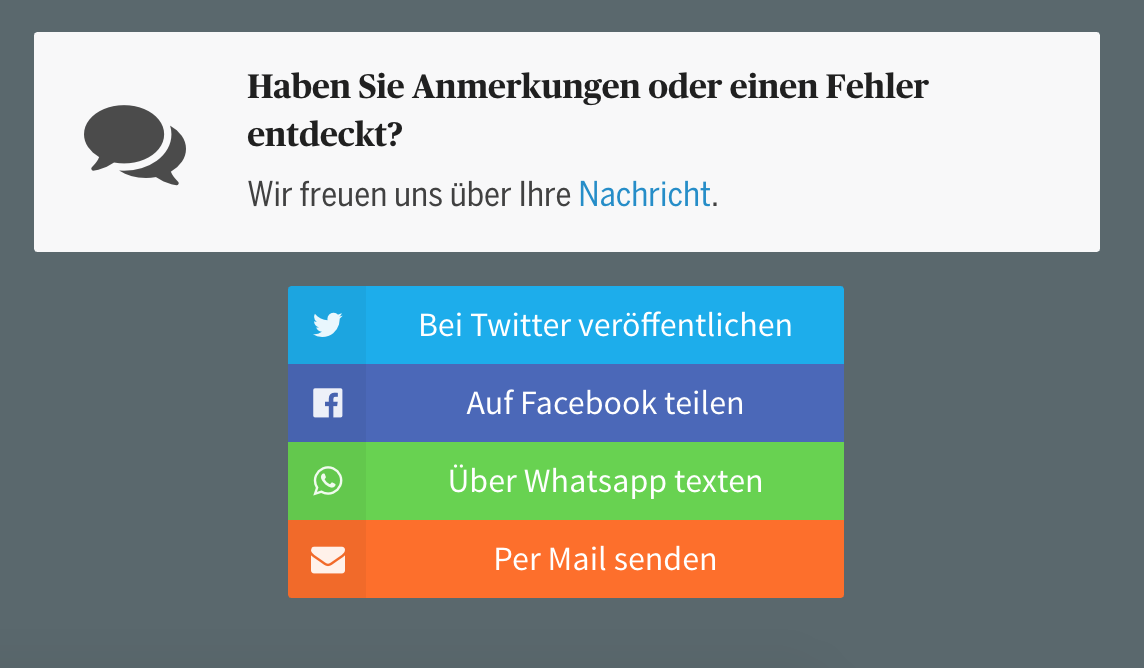 Haben Sie Anmerkungen oder einen Fehler
entdeckt?
Wir freuen uns über Ihre Nachricht.
Bei Twitter veröffentlichen
Auf Facebook teilen
Über Whatsapp texten
Per Mail senden